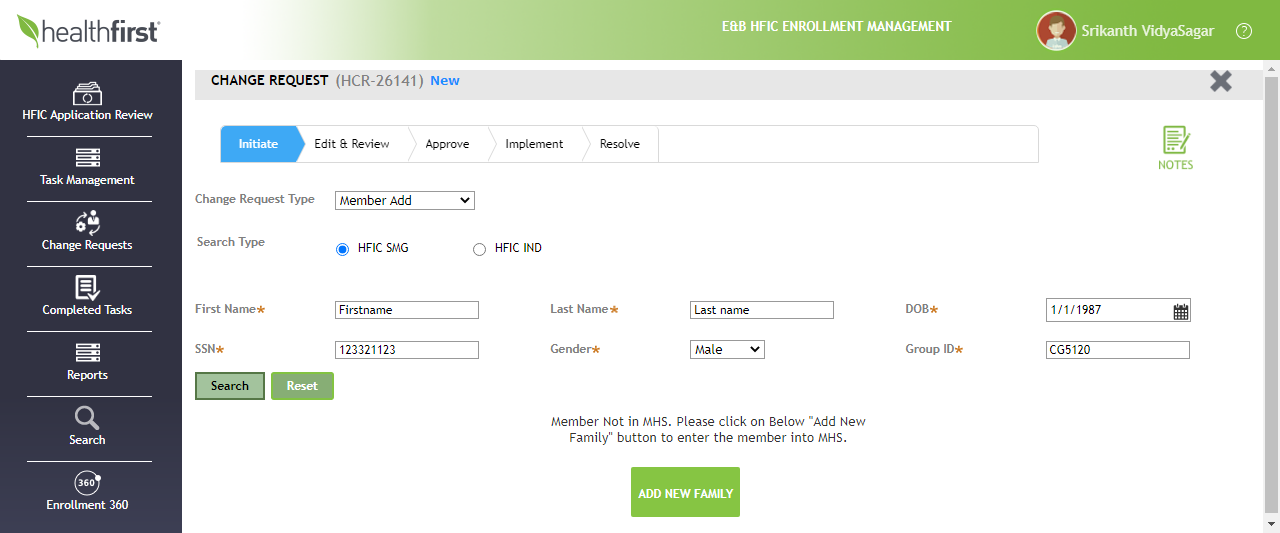 healthfirst
E&B HFIC ENROLLMENT MANAGEMENT
Srikanth VidyaSagar
?
HFIC Application Review
Task Management
Change Requests
Completed Tasks
Reports
Search
360
Enrollment 360
CHANGE REQUEST (HCR-26141) New
Initiate Edit & Review Approve Implement Resolve
NOTES
Change Request Type Member Add
Search Type HFIC SMG HFIC IND
First Name* Firstname Last Name* Last name DOB* 1/1/1987
SSN* 123321123 Gender* Male Group ID* CG5120
Search Reset
Member Not in MHS. Please click on Below "Add New
Family" button to enter the member into MHS.
ADD NEW FAMILY